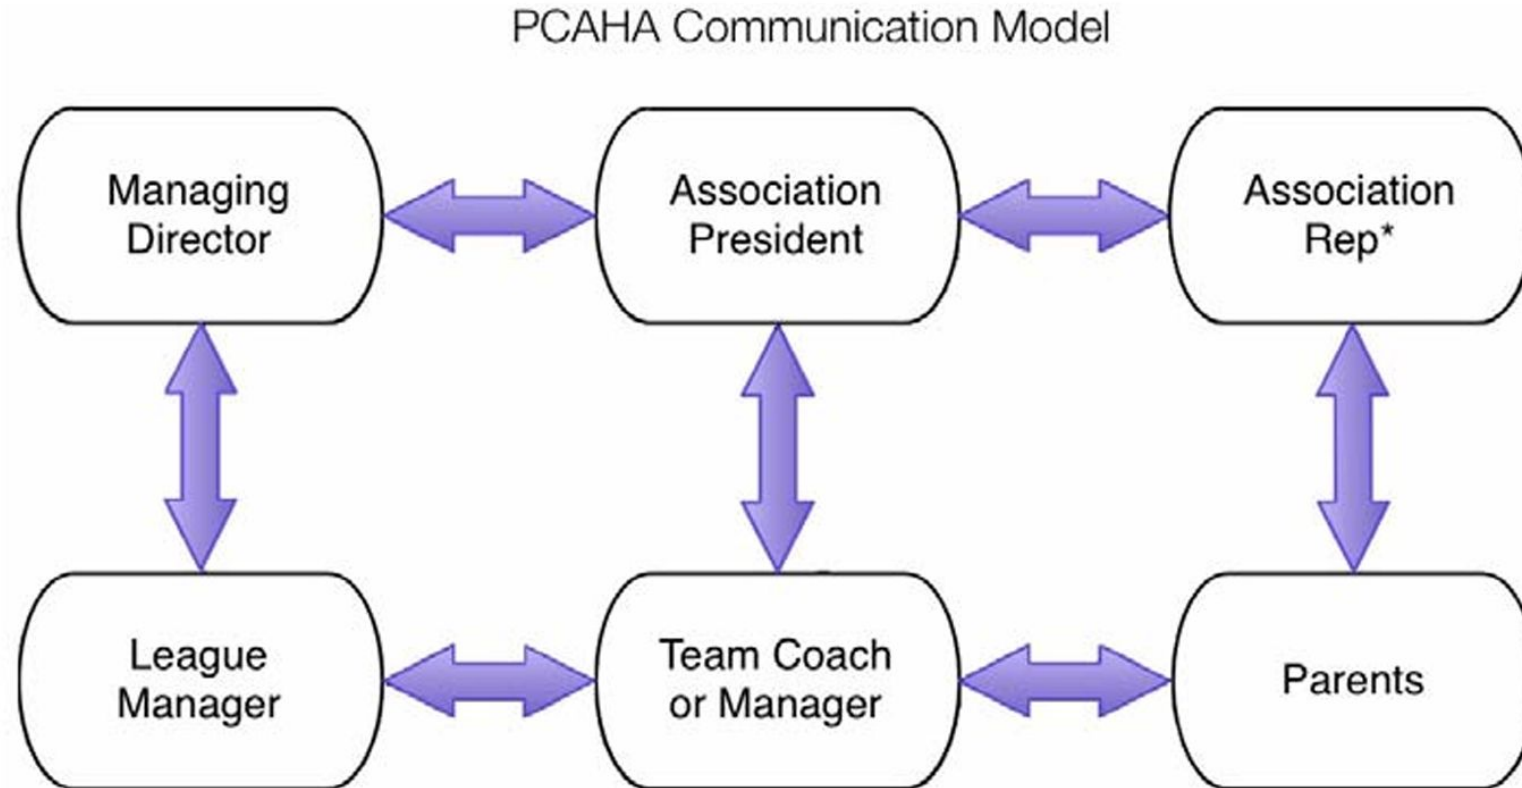 PCAHA Communication Model
Managing
Director
Association
President
Association
Rep*
League
Manager
Team Coach
or Manager
Parents